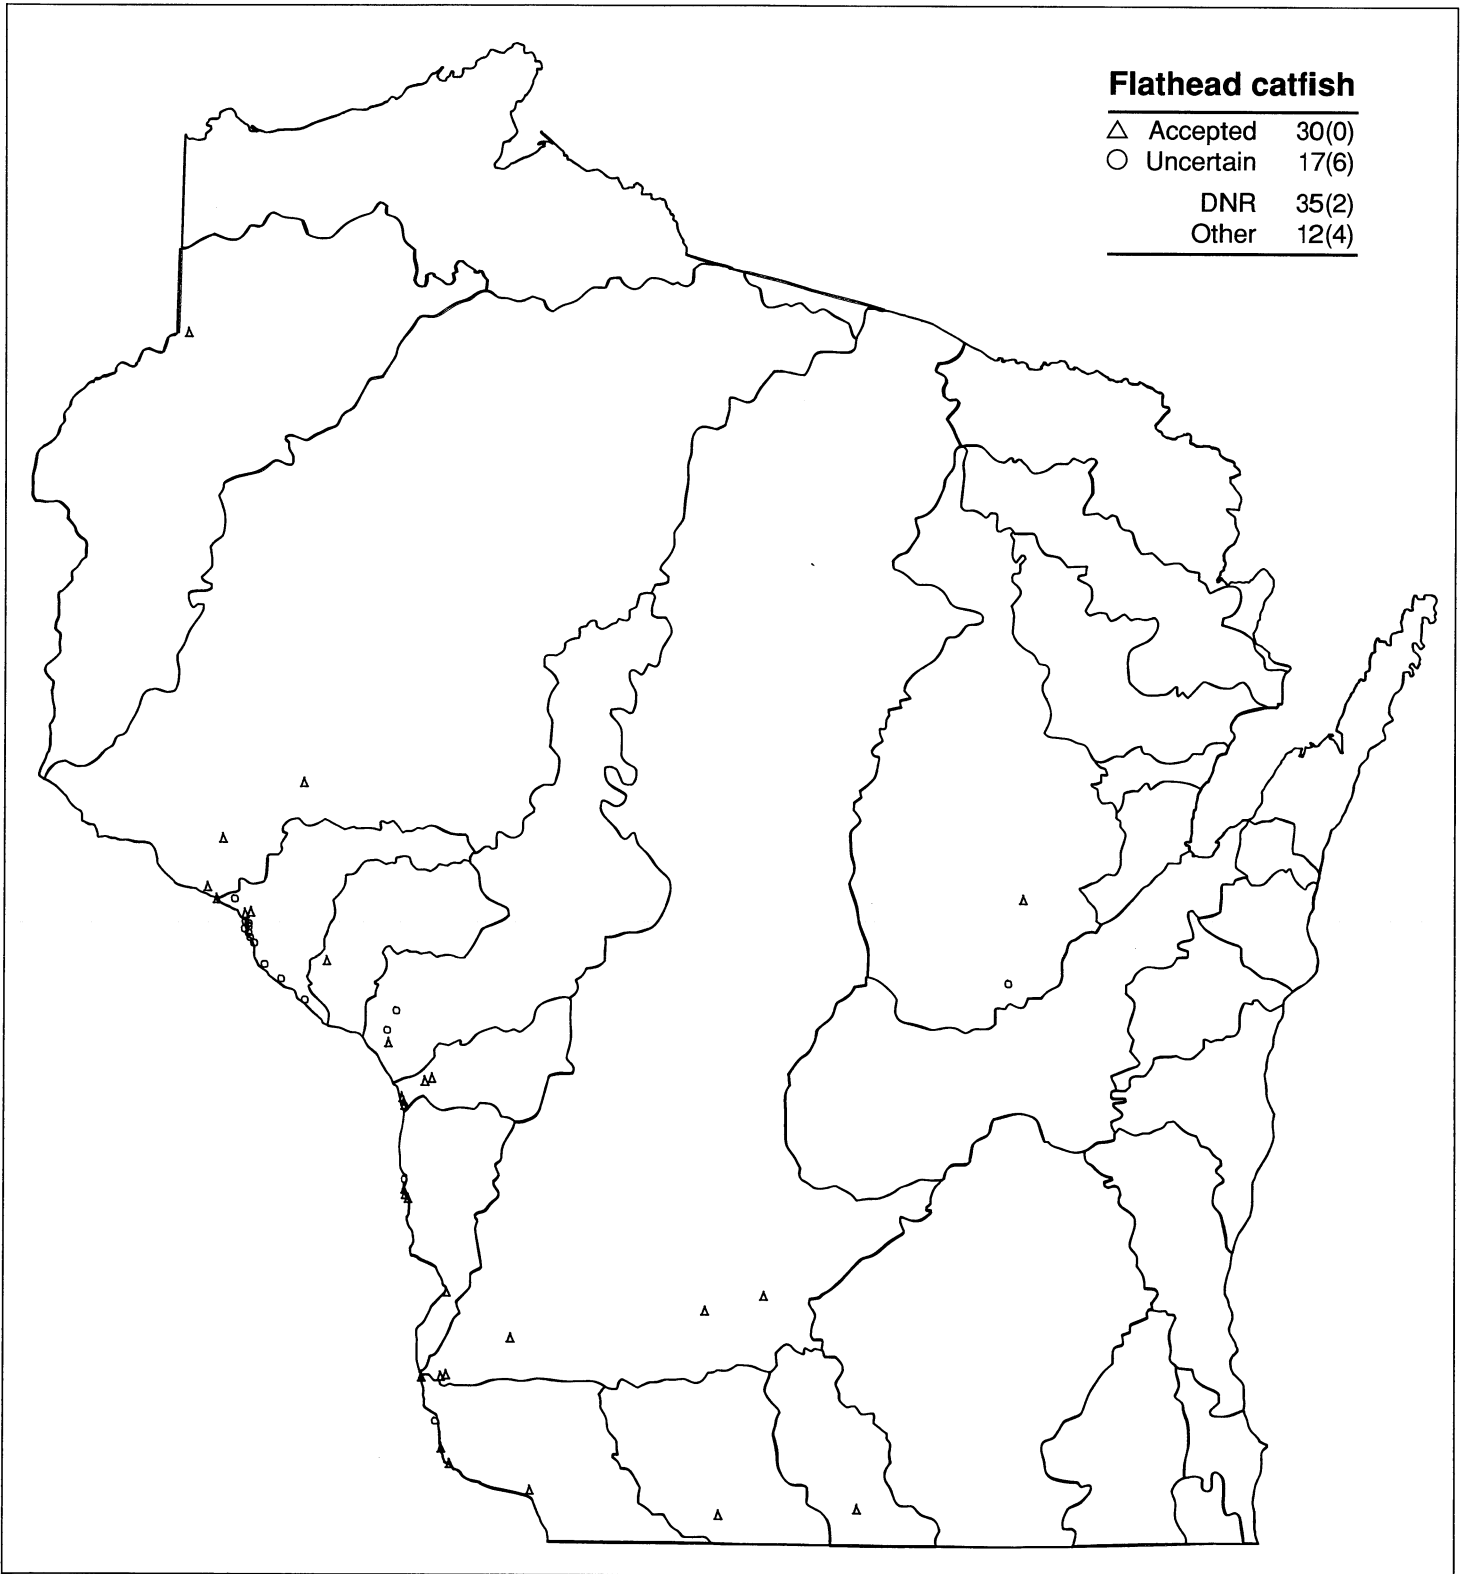 Flathead catfish
△ Accepted 30(0)
○ Uncertain 17(6)
DNR 35(2)
Other 12(4)